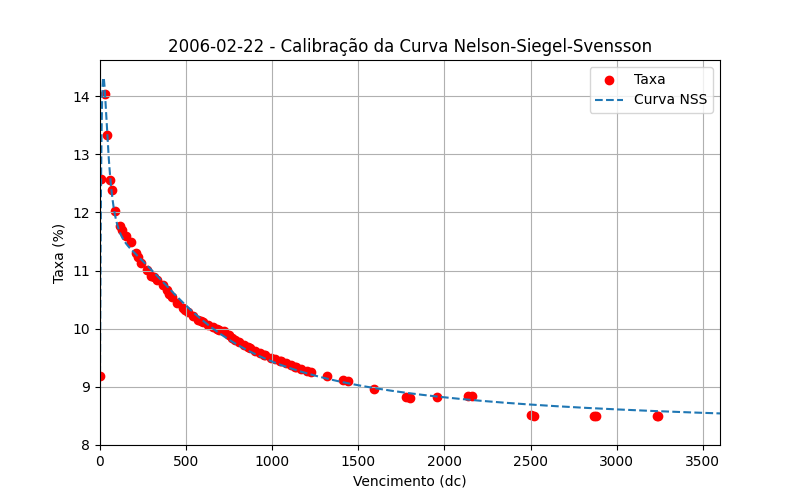 2006-02-22 - Calibração da Curva Nelson-Siegel-Svensson
Taxa
Curva NSS
14
13
12
11
10
9
8
Taxa (%)
0 500 1000 1500 2000 2500 3000 3500
Vencimento (dc)